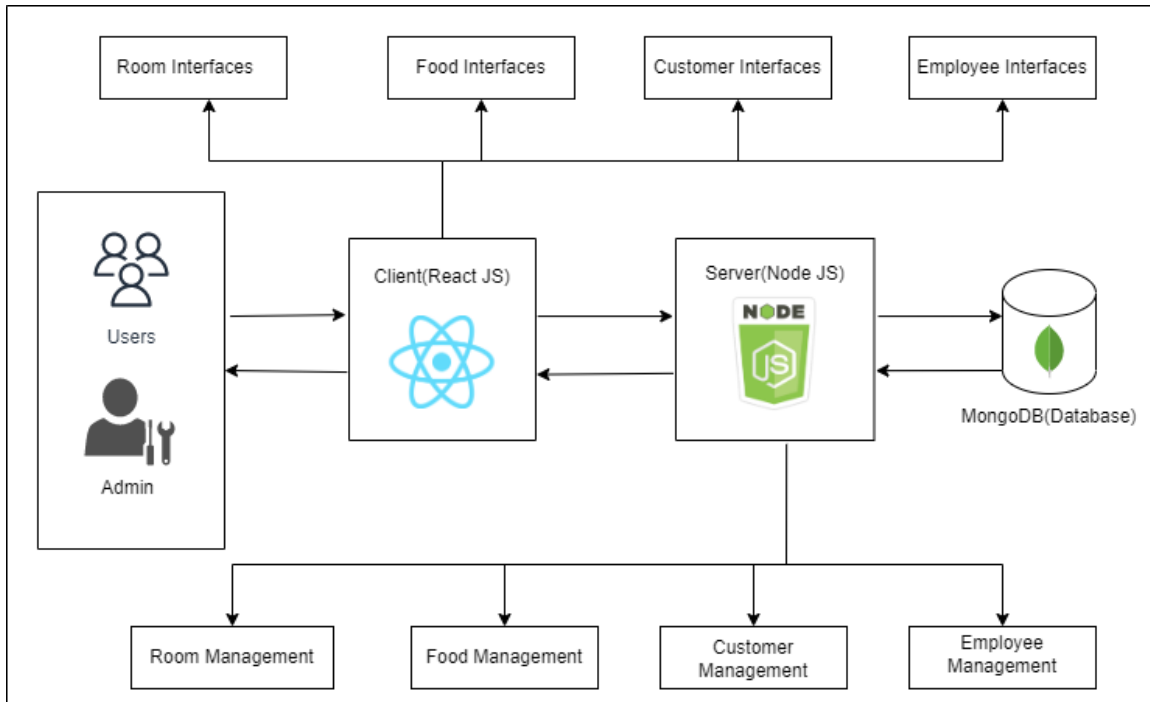 Room Interfaces
Food Interfaces
Customer Interfaces
Employee Interfaces
Users
Admin
Client(React JS)
Server(Node JS)
NODE
JS
MongoDB(Database)
Room Management
Food Management
Customer
Management
Employee
Management